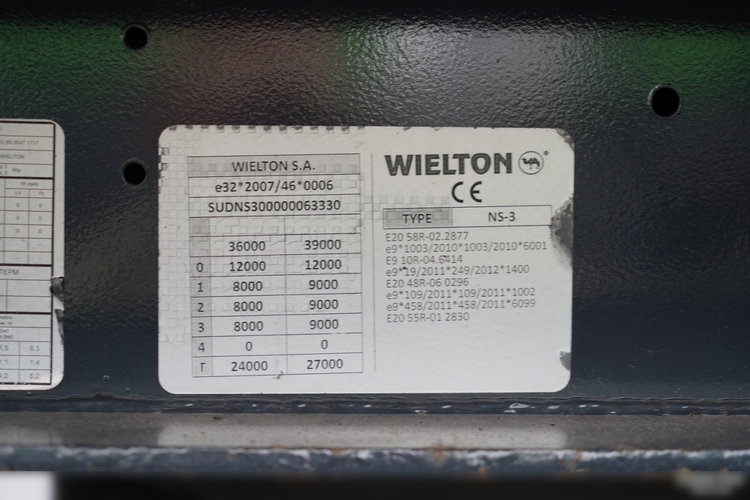 WIELTON S.A.
e32*2007/46*0006
SUDNS300000063330
36000 39000
0 12000 12000
1 8000 9000
2 8000 9000
3 8000 9000
4 0 0
T 24000 27000
WIELTON
CE
TYPE NS-3
E20 58R-02.2877
e9*1003/2010*1003/2010*6001
E9 10R-04.6414
e9*19/2011*249/2012*1400
E20 48R-06 0296
e9*109/2011*109/2011*1002
e9*458/2011*458/2011*6099
E20 55R-01 2830